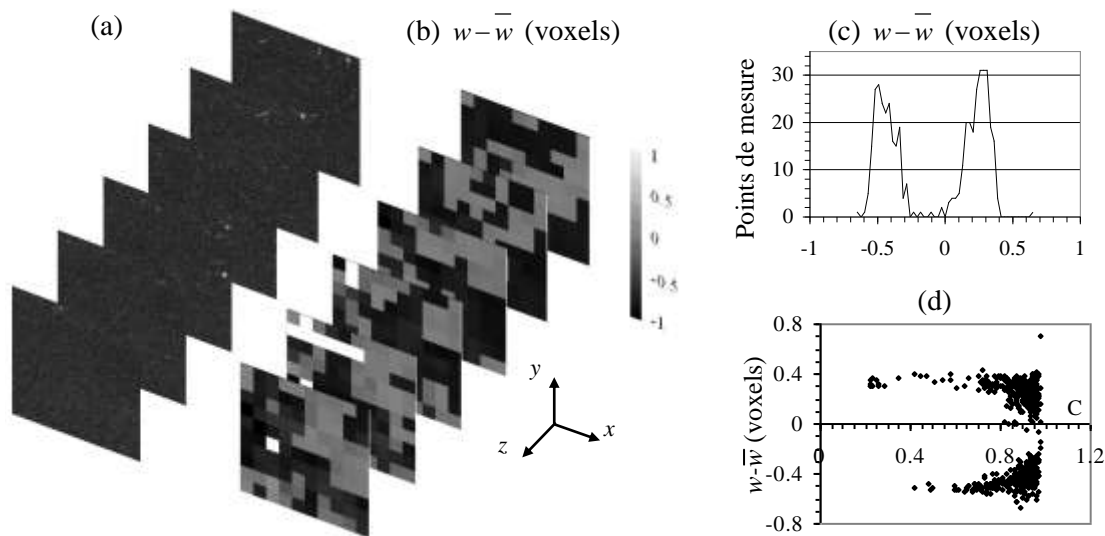 (a)
(b) w – w̅ (voxels)
1
0.5
0
-0.5
-1
y
x
z
(c) w – w̅ (voxels)
Points de mesure
30
20
10
0
-1 -0.5 0 0.5 1
(d)
w-w̅ (voxels)
0.8
0.4
0
-0.4
-0.8
C
0 0.4 0.8 1.2